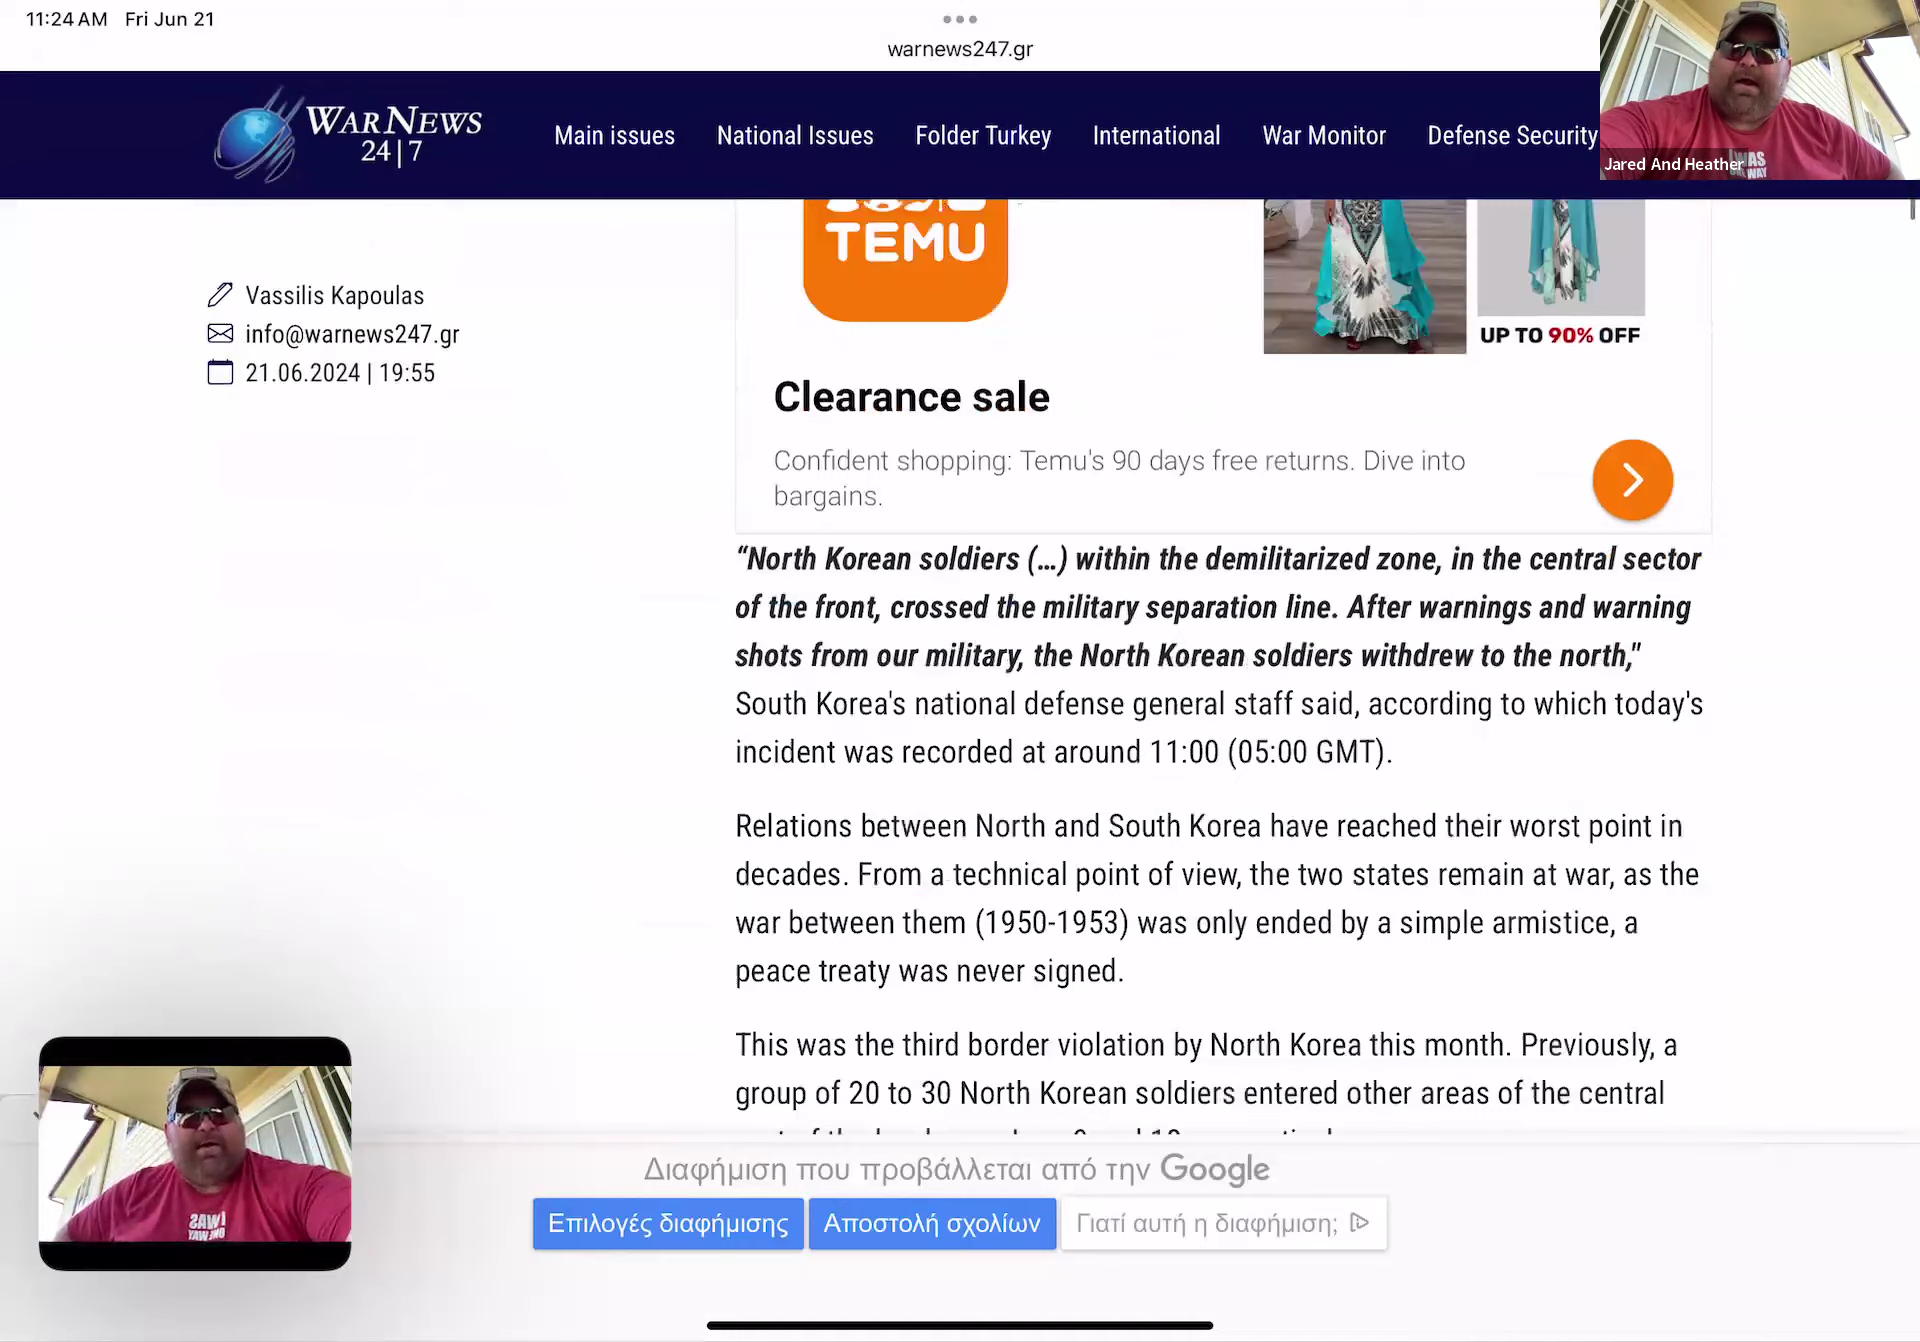 11:24 AM Fri Jun 21
warnews247.gr
WARNEWS
24|7
Main issues National Issues Folder Turkey International War Monitor Defense Security
Jared And Heather
I WAS
ONE WAY
TEMU
UP TO 90% OFF
Vassilis Kapoulas
info@warnews247.gr
21.06.2024 | 19:55
Clearance sale
Confident shopping: Temu's 90 days free returns. Dive into
bargains.
“North Korean soldiers (…) within the demilitarized zone, in the central sector
of the front, crossed the military separation line. After warnings and warning
shots from our military, the North Korean soldiers withdrew to the north,"
South Korea's national defense general staff said, according to which today's
incident was recorded at around 11:00 (05:00 GMT).
Relations between North and South Korea have reached their worst point in
decades. From a technical point of view, the two states remain at war, as the
war between them (1950-1953) was only ended by a simple armistice, a
peace treaty was never signed.
This was the third border violation by North Korea this month. Previously, a
group of 20 to 30 North Korean soldiers entered other areas of the central
Διαφήμιση που προβάλλεται από την Google
Επιλογές διαφήμισης Αποστολή σχολίων Γιατί αυτή η διαφήμιση;
I WAS
ONE WAY